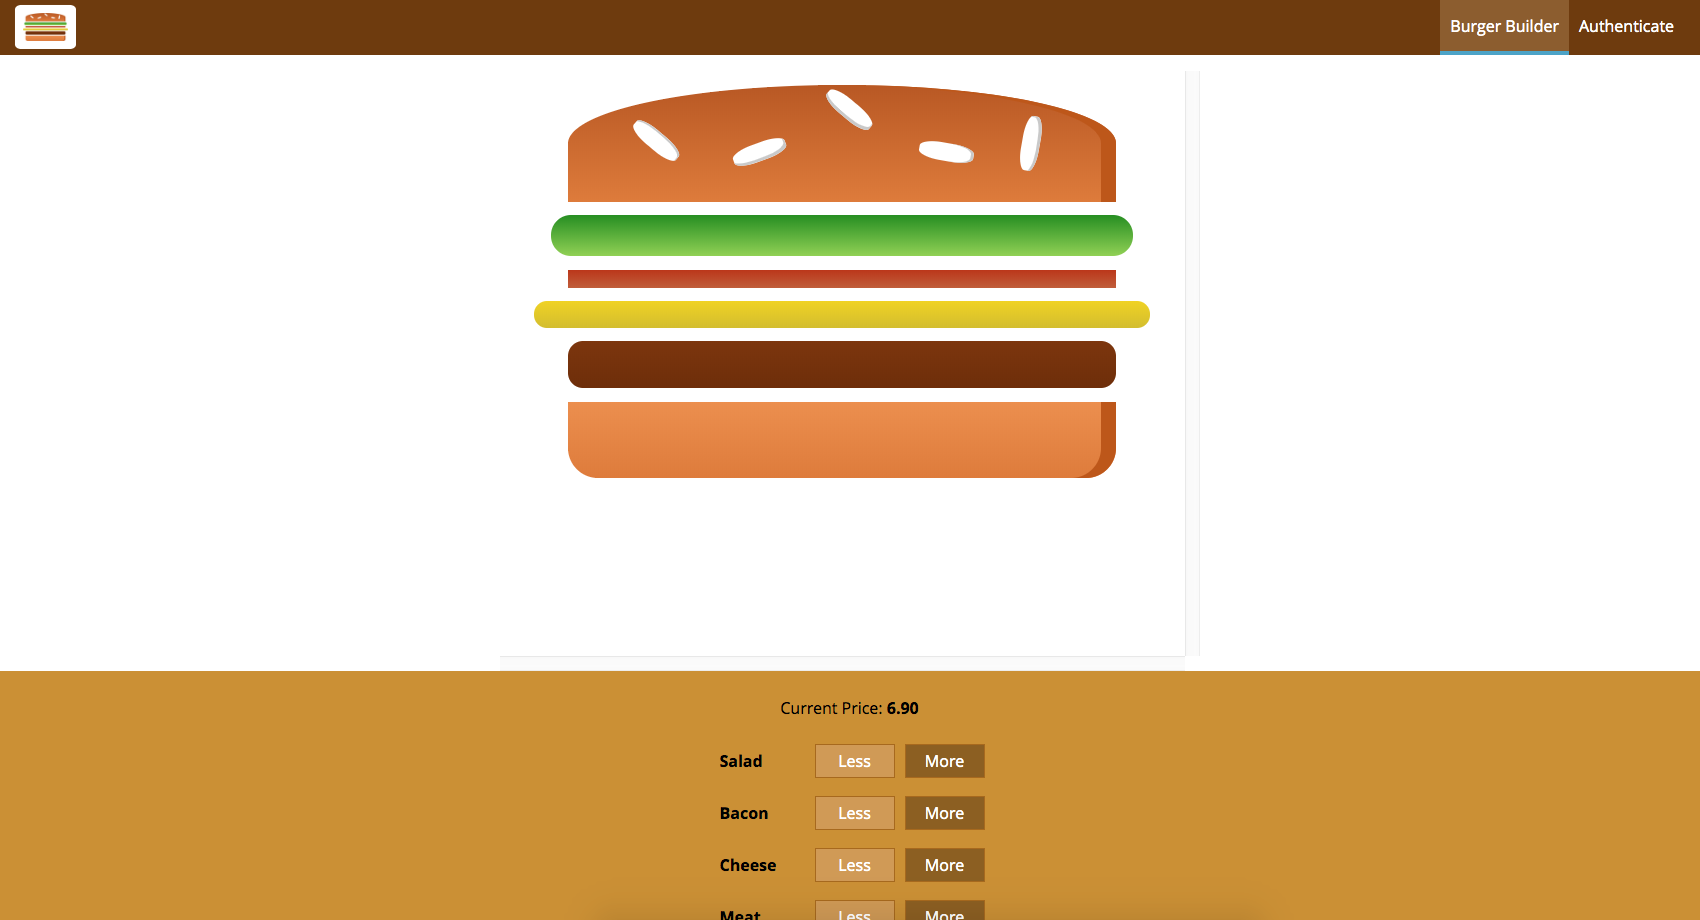 Burger Builder Authenticate
Current Price: 6.90
Salad Less More
Bacon Less More
Cheese Less More
Meat Less More